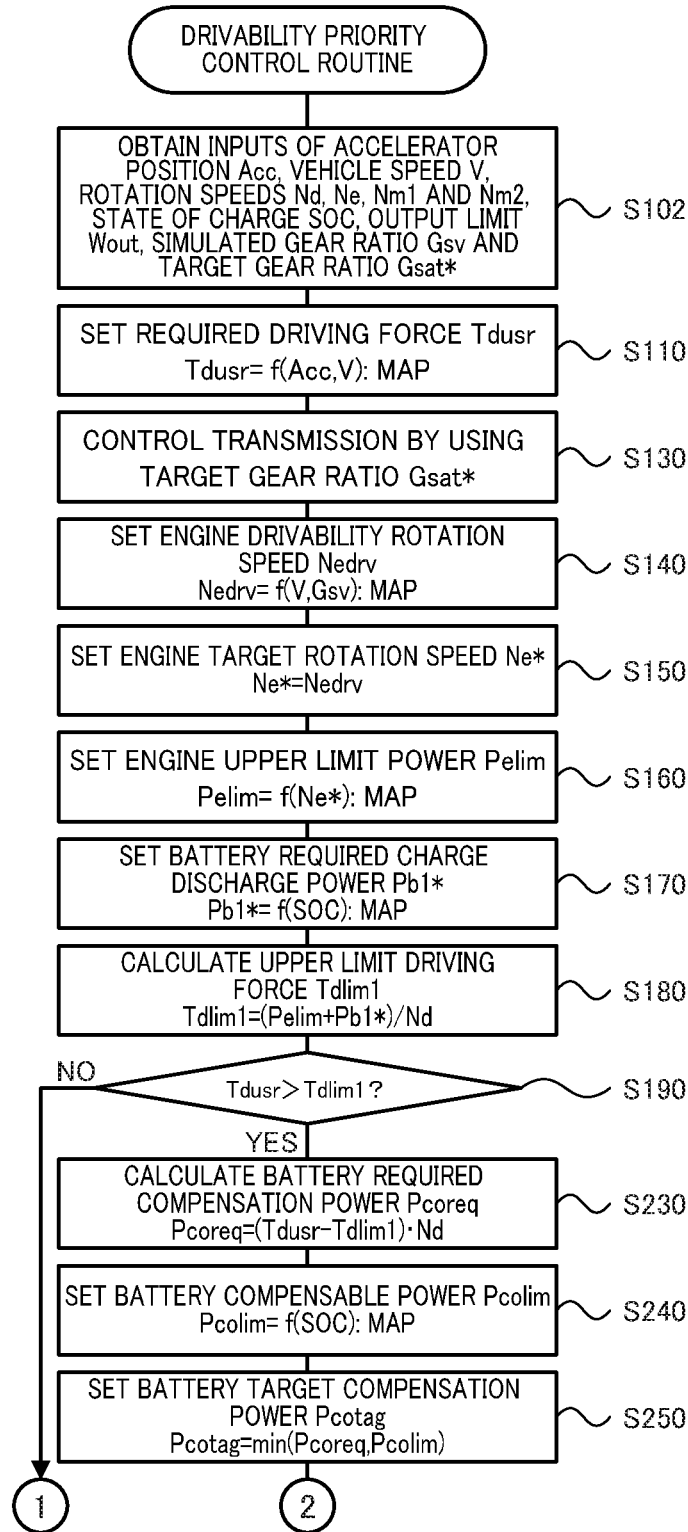 DRIVABILITY PRIORITY
CONTROL ROUTINE
OBTAIN INPUTS OF ACCELERATOR
POSITION Acc, VEHICLE SPEED V,
ROTATION SPEEDS Nd, Ne, Nm1 AND Nm2,
STATE OF CHARGE SOC, OUTPUT LIMIT
Wout, SIMULATED GEAR RATIO Gsv AND
TARGET GEAR RATIO Gsat*
S102
SET REQUIRED DRIVING FORCE Tdusr
Tdusr= f(Acc,V): MAP
S110
CONTROL TRANSMISSION BY USING
TARGET GEAR RATIO Gsat*
S130
SET ENGINE DRIVABILITY ROTATION
SPEED Nedrv
Nedrv= f(V,Gsv): MAP
S140
SET ENGINE TARGET ROTATION SPEED Ne*
Ne*=Nedrv
S150
SET ENGINE UPPER LIMIT POWER Pelim
Pelim= f(Ne*): MAP
S160
SET BATTERY REQUIRED CHARGE
DISCHARGE POWER Pb1*
Pb1*= f(SOC): MAP
S170
CALCULATE UPPER LIMIT DRIVING
FORCE Tdlim1
Tdlim1=(Pelim+Pb1*)/Nd
S180
NO
Tdusr>Tdlim1?
S190
YES
CALCULATE BATTERY REQUIRED
COMPENSATION POWER Pcoreq
Pcoreq=(Tdusr-Tdlim1)·Nd
S230
SET BATTERY COMPENSABLE POWER Pcolim
Pcolim= f(SOC): MAP
S240
SET BATTERY TARGET COMPENSATION
POWER Pcotag
Pcotag=min(Pcoreq,Pcolim)
S250
1
2